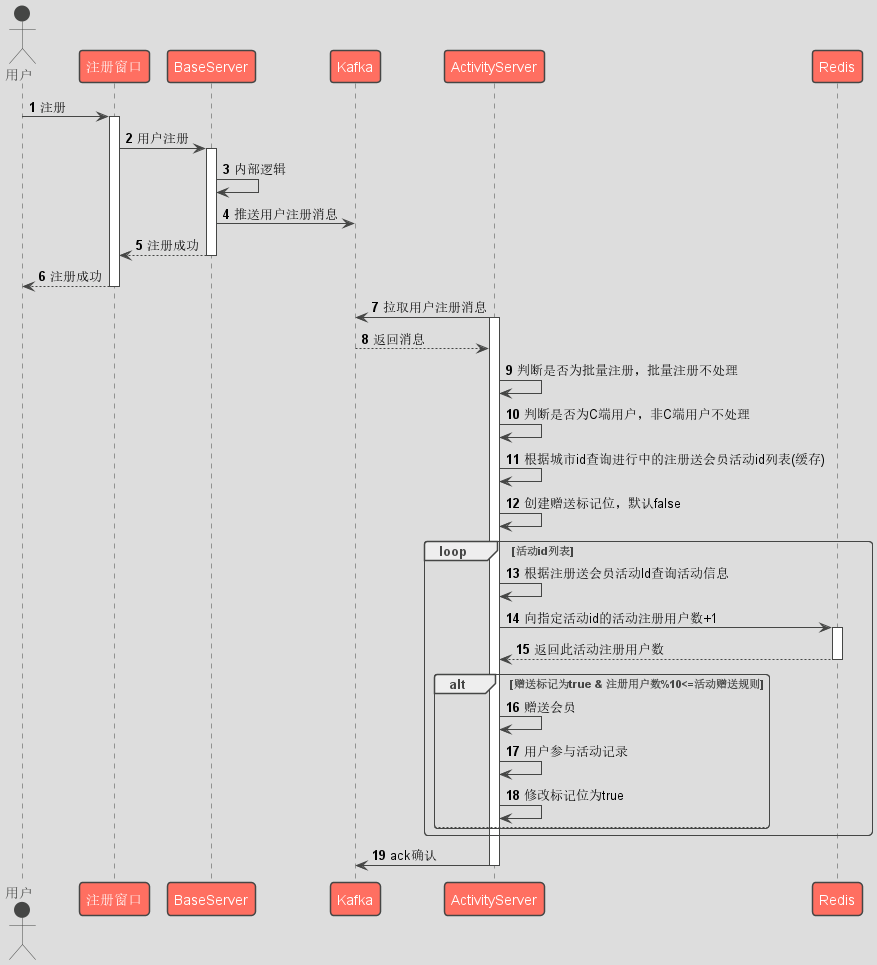 用户
注册窗口
BaseServer
Kafka
ActivityServer
Redis
1 注册
2 用户注册
3 内部逻辑
4 推送用户注册消息
5 注册成功
6 注册成功
7 拉取用户注册消息
8 返回消息
9 判断是否为批量注册，批量注册不处理
10 判断是否为C端用户，非C端用户不处理
11 根据城市id查询进行中的注册送会员活动id列表(缓存)
12 创建赠送标记位，默认false
loop [活动id列表]
13 根据注册送会员活动Id查询活动信息
14 向指定活动id的活动注册用户数+1
15 返回此活动注册用户数
alt [赠送标记为true & 注册用户数%10<=活动赠送规则]
16 赠送会员
17 用户参与活动记录
18 修改标记位为true
19 ack确认
用户
注册窗口
BaseServer
Kafka
ActivityServer
Redis